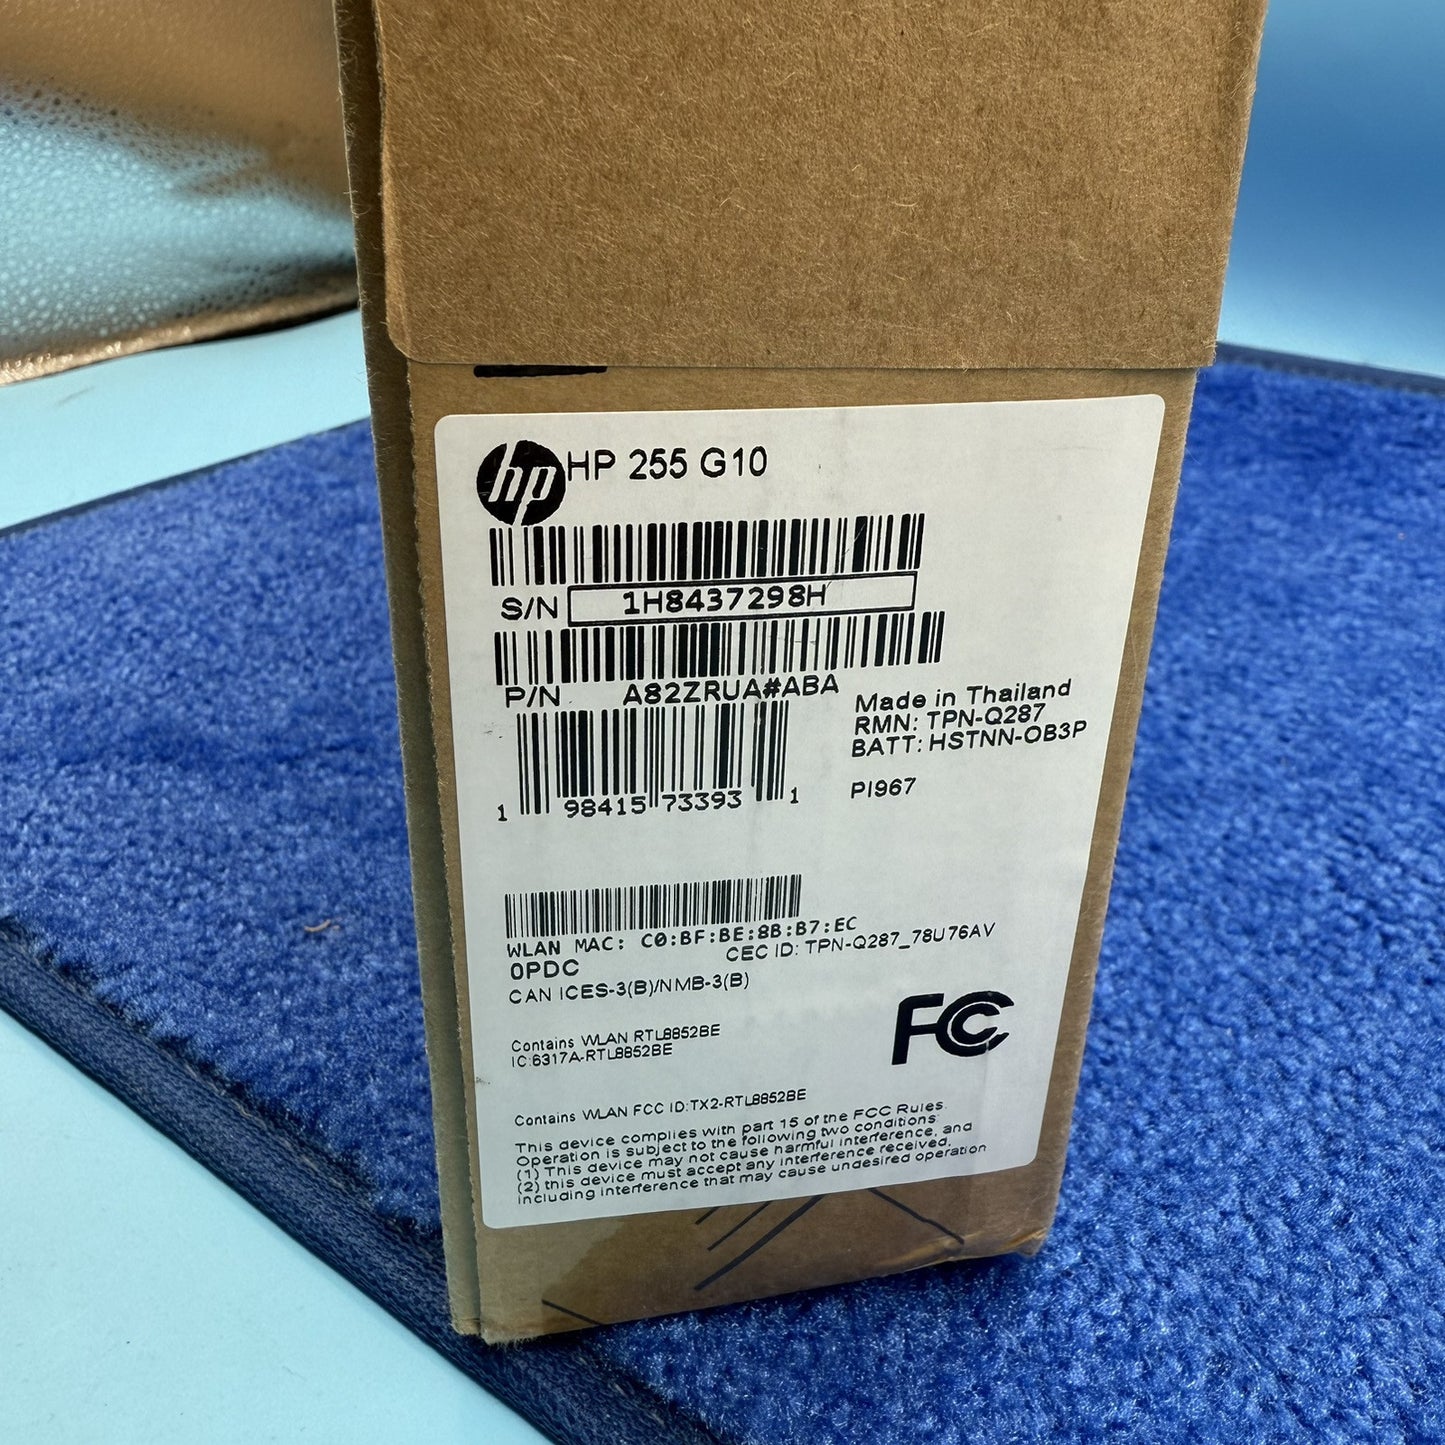 hp HP 255 G10
S/N 1H8437298H
P/N A82ZRUA#ABA
Made in Thailand
RMN: TPN-Q287
BATT: HSTNN-OB3P
1 98415 73393 1
PI967
WLAN MAC: C0:BF:BE:8B:B7:EC
0PDC CEC ID: TPN-Q287_78U76AV
CAN ICES-3(B)/NMB-3(B)
FC
Contains WLAN RTL8852BE
IC:6317A-RTL8852BE
Contains WLAN FCC ID:TX2-RTL8852BE
This device complies with part 15 of the FCC Rules.
Operation is subject to the following two conditions:
(1) This device may not cause harmful interference, and
(2) this device must accept any interference received,
including interference that may cause undesired operation